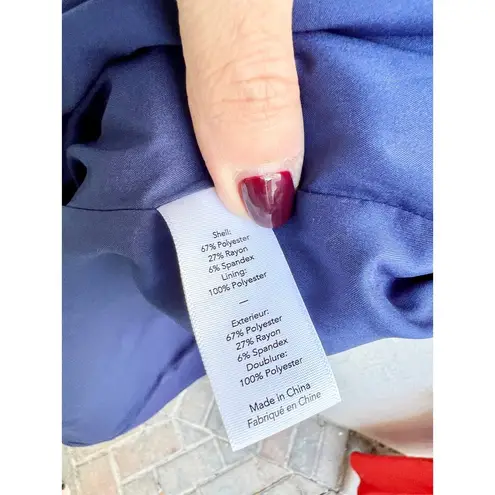 Shell:
67% Polyester
27% Rayon
6% Spandex
Lining:
100% Polyester
—
Exterieur:
67% Polyester
27% Rayon
6% Spandex
Doublure:
100% Polyester
Made in China
Fabriqué en Chine